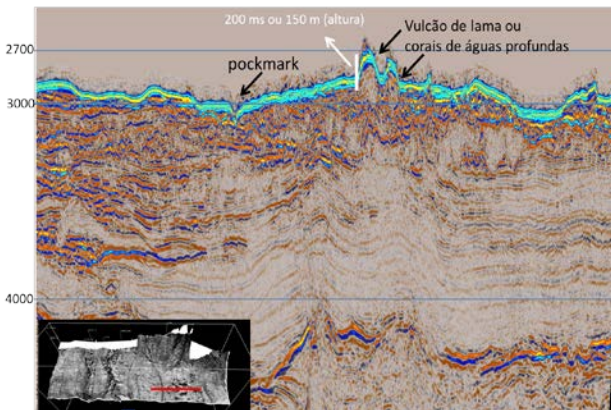 200 ms ou 150 m (altura)
Vulcão de lama ou
corais de águas profundas
2700
pockmark
3000
4000